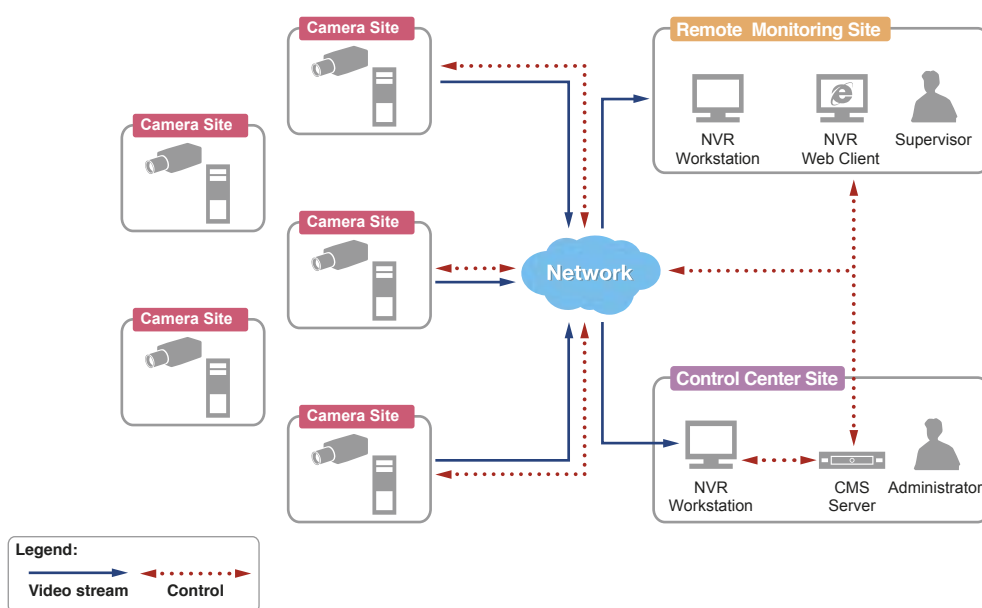 Camera Site
Remote Monitoring Site
NVR
Workstation
NVR
Web Client
Supervisor
Camera Site
Camera Site
Network
Camera Site
Control Center Site
Camera Site
NVR
Workstation
CMS
Server
Administrator
Legend:
Video stream
Control